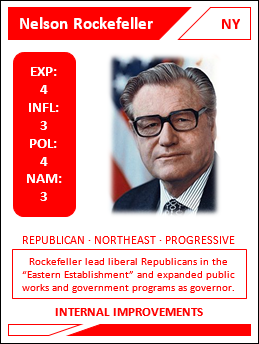 Nelson Rockefeller
NY
EXP:
4
INFL:
3
POL:
4
NAM:
3
REPUBLICAN · NORTHEAST · PROGRESSIVE
Rockefeller lead liberal Republicans in the
“Eastern Establishment” and expanded public
works and government programs as governor.
INTERNAL IMPROVEMENTS